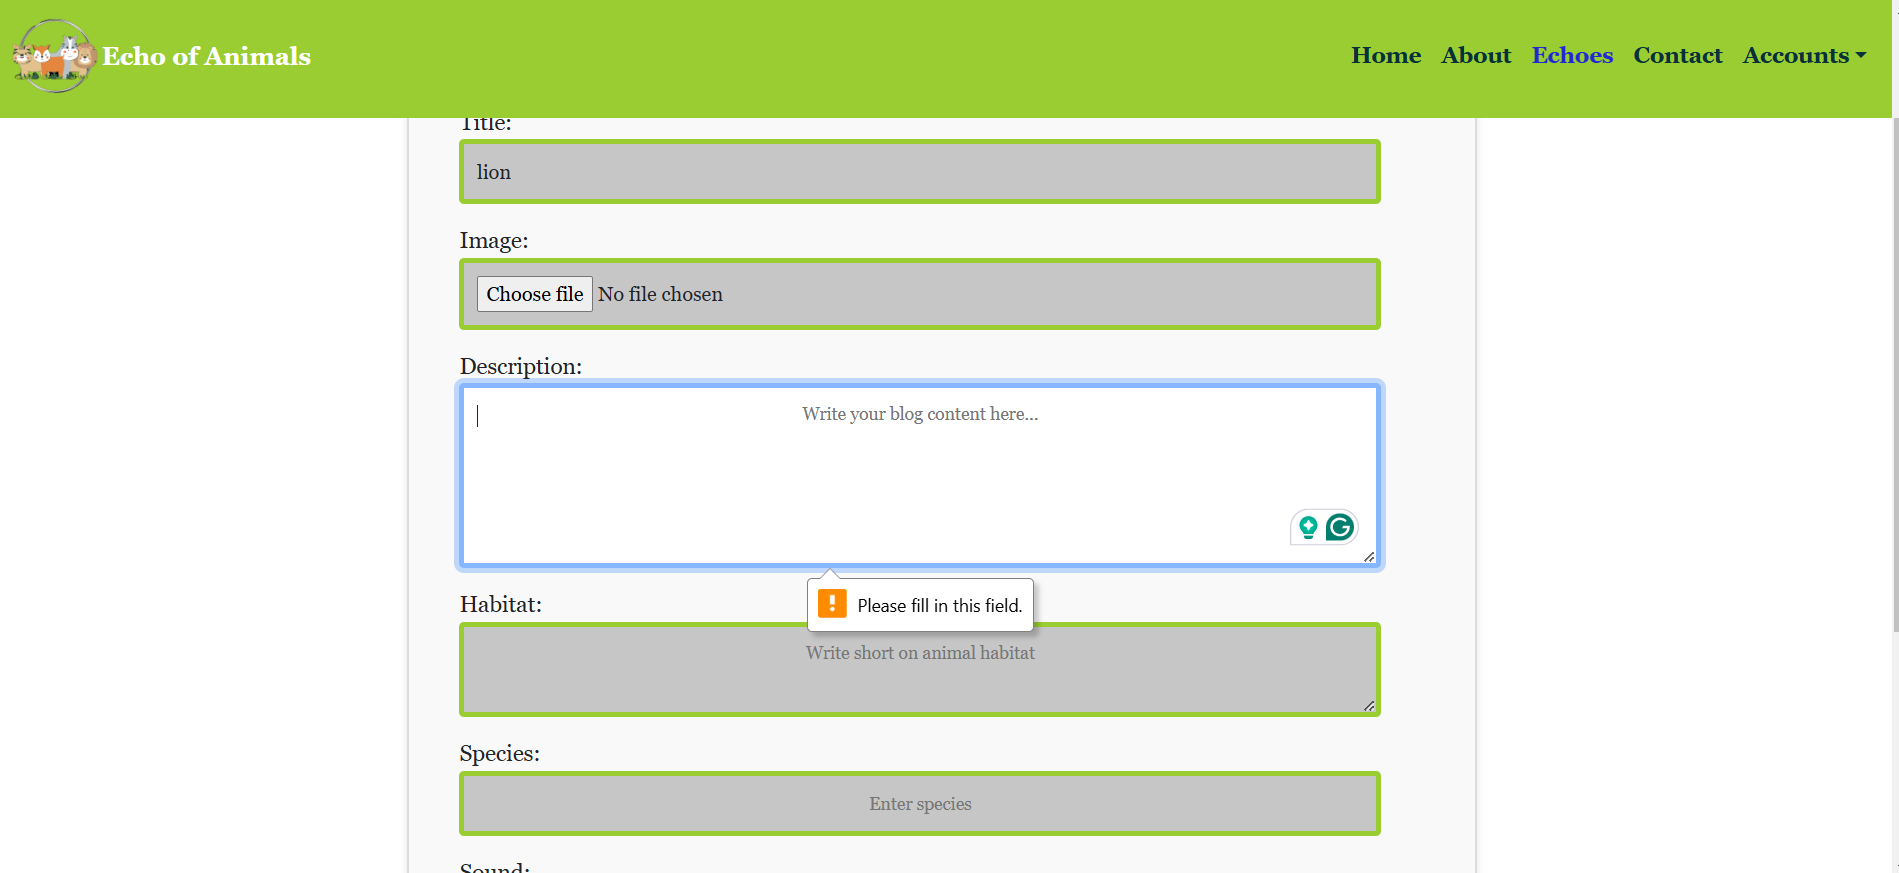 Echo of Animals
Home About Echoes Contact Accounts
Title:
lion
Image:
Choose file No file chosen
Description:
Write your blog content here...
Please fill in this field.
Habitat:
Write short on animal habitat
Species:
Enter species
Sound: